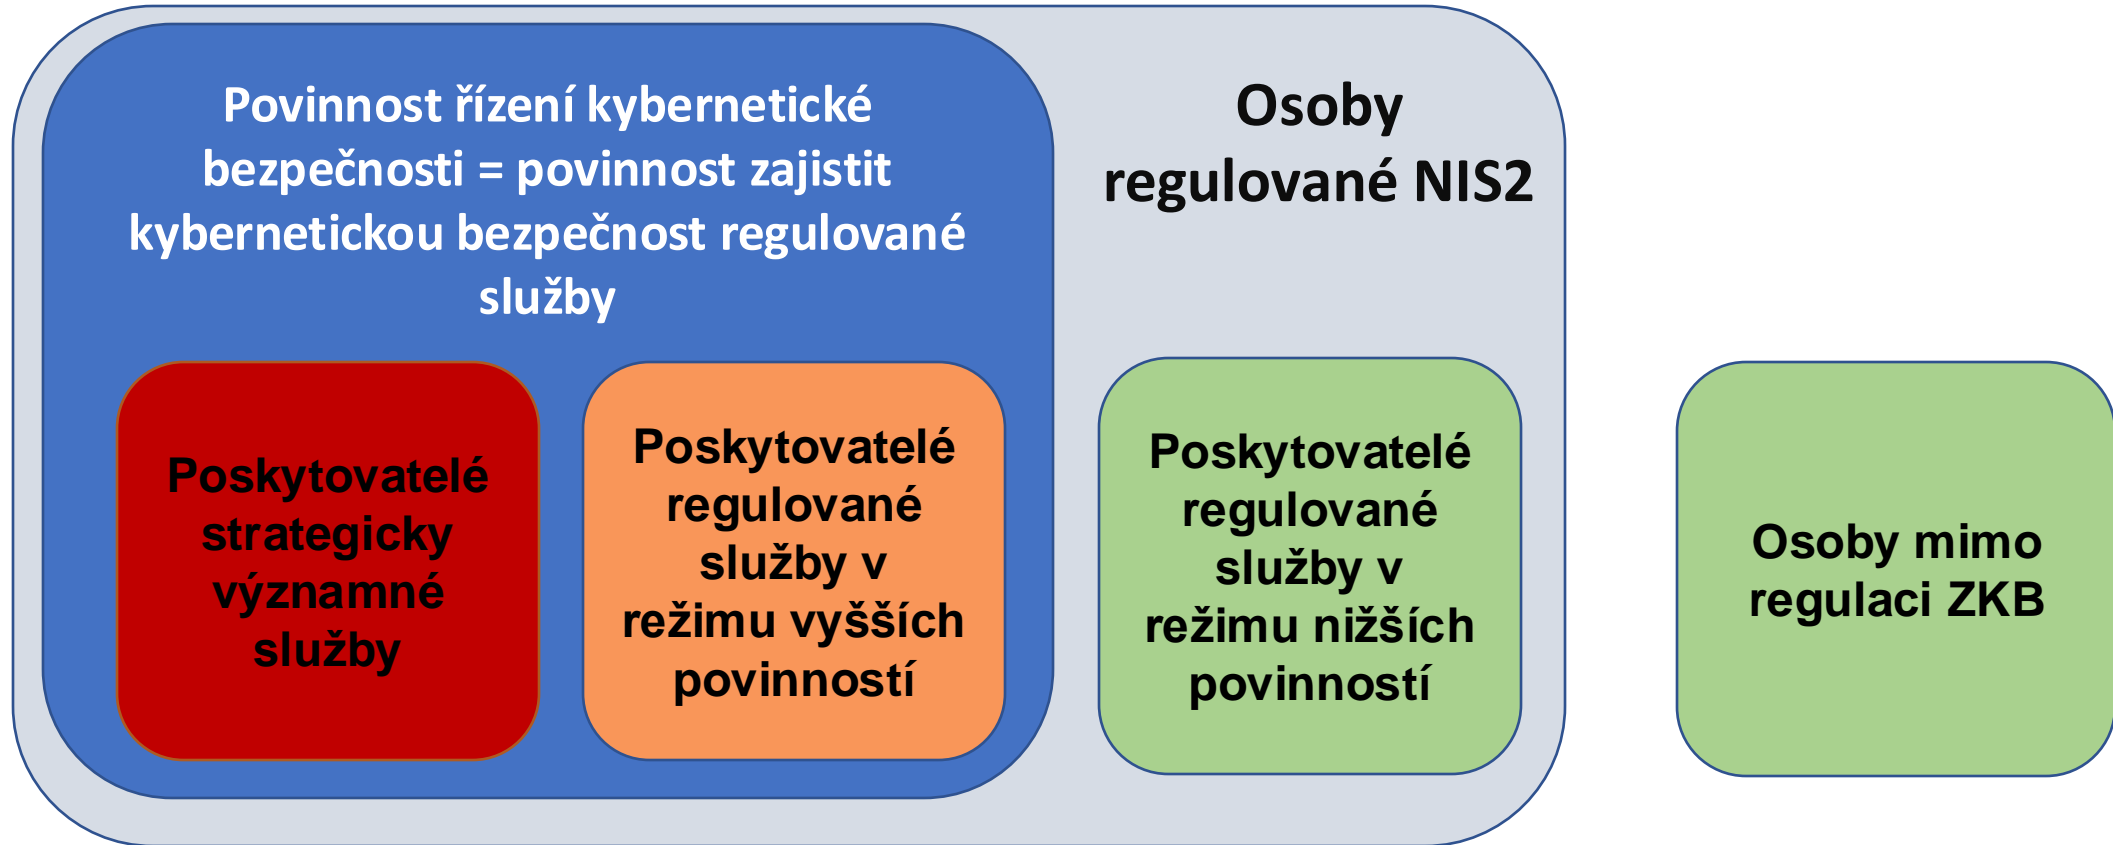 Povinnost řízení kybernetické
bezpečnosti = povinnost zajistit
kybernetickou bezpečnost regulované
služby
Osoby
regulované NIS2
Poskytovatelé
strategicky
významné
služby
Poskytovatelé
regulované
služby v
režimu vyšších
povinností
Poskytovatelé
regulované
služby v
režimu nižších
povinností
Osoby mimo
regulaci ZKB